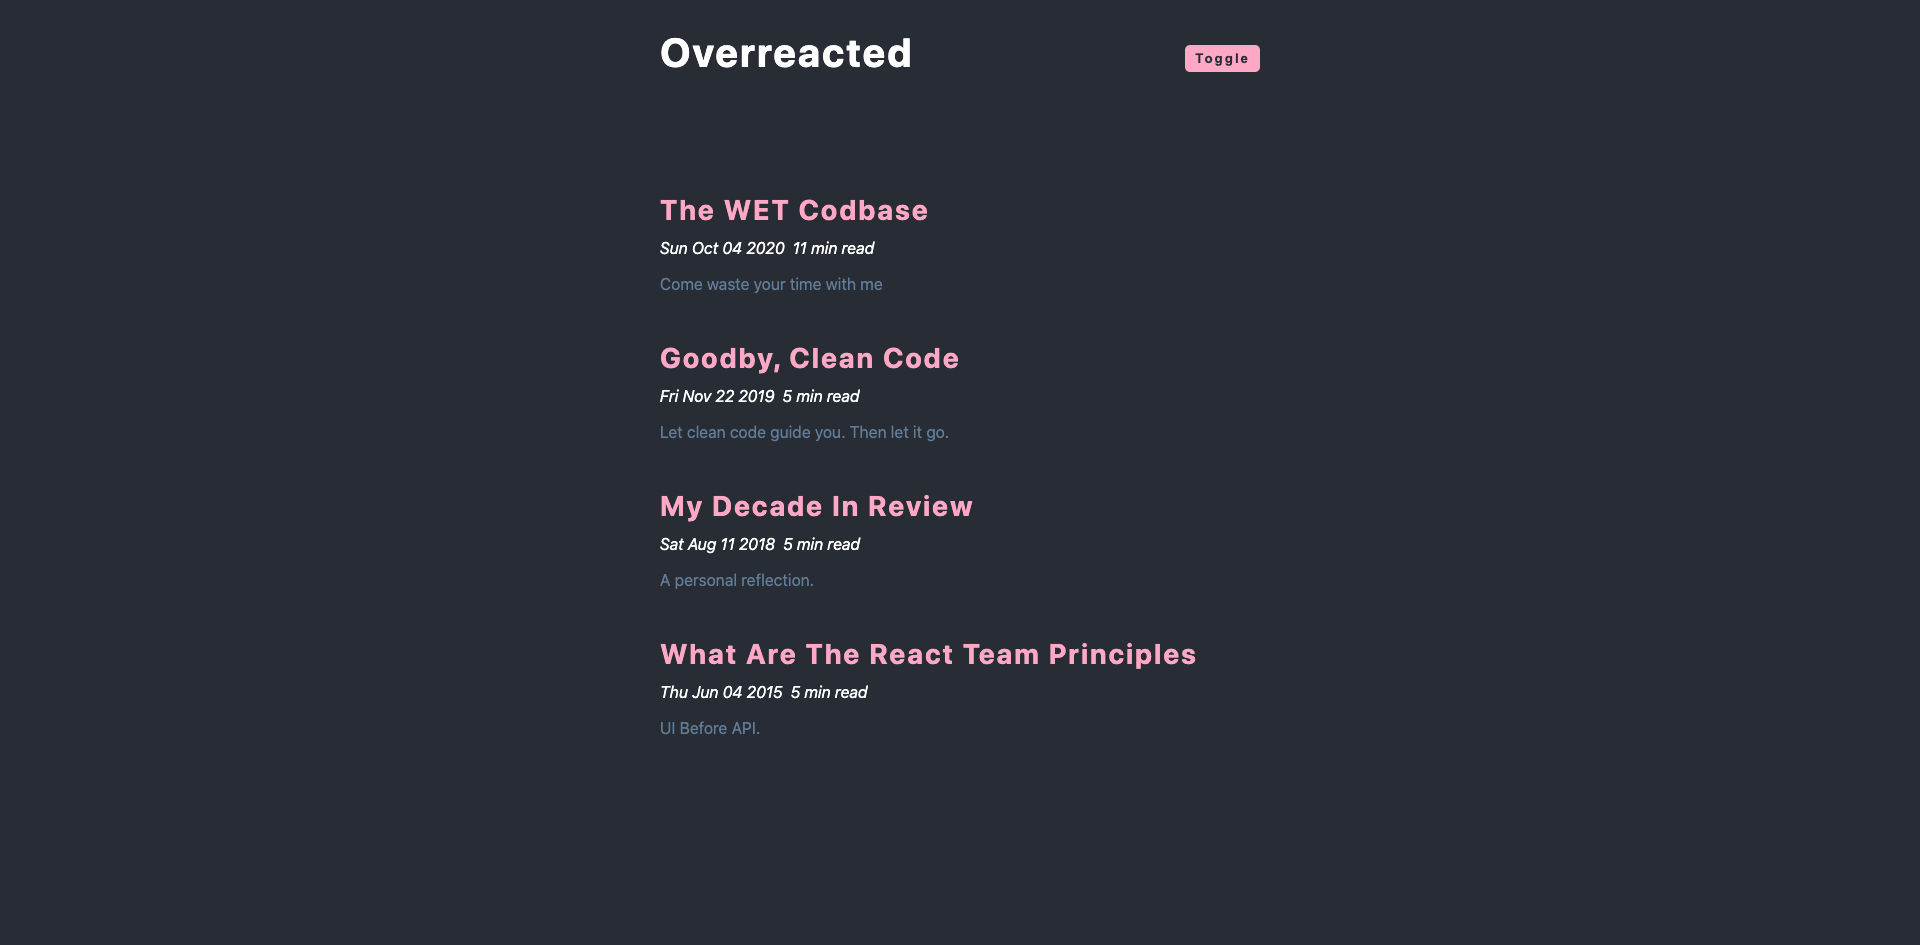 Overreacted
Toggle
The WET Codbase
Sun Oct 04 2020 11 min read
Come waste your time with me
Goodby, Clean Code
Fri Nov 22 2019 5 min read
Let clean code guide you. Then let it go.
My Decade In Review
Sat Aug 11 2018 5 min read
A personal reflection.
What Are The React Team Principles
Thu Jun 04 2015 5 min read
UI Before API.